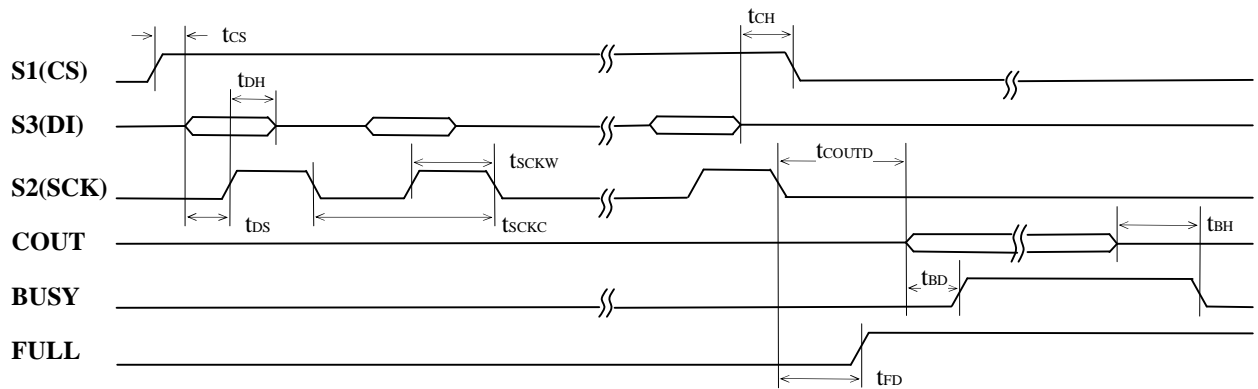 tCS
tCH
S1(CS)
tDH
S3(DI)
tSCKW
tCOUTD
S2(SCK)
tDS
tSCKC
COUT
tBH
tBD
BUSY
FULL
tFD